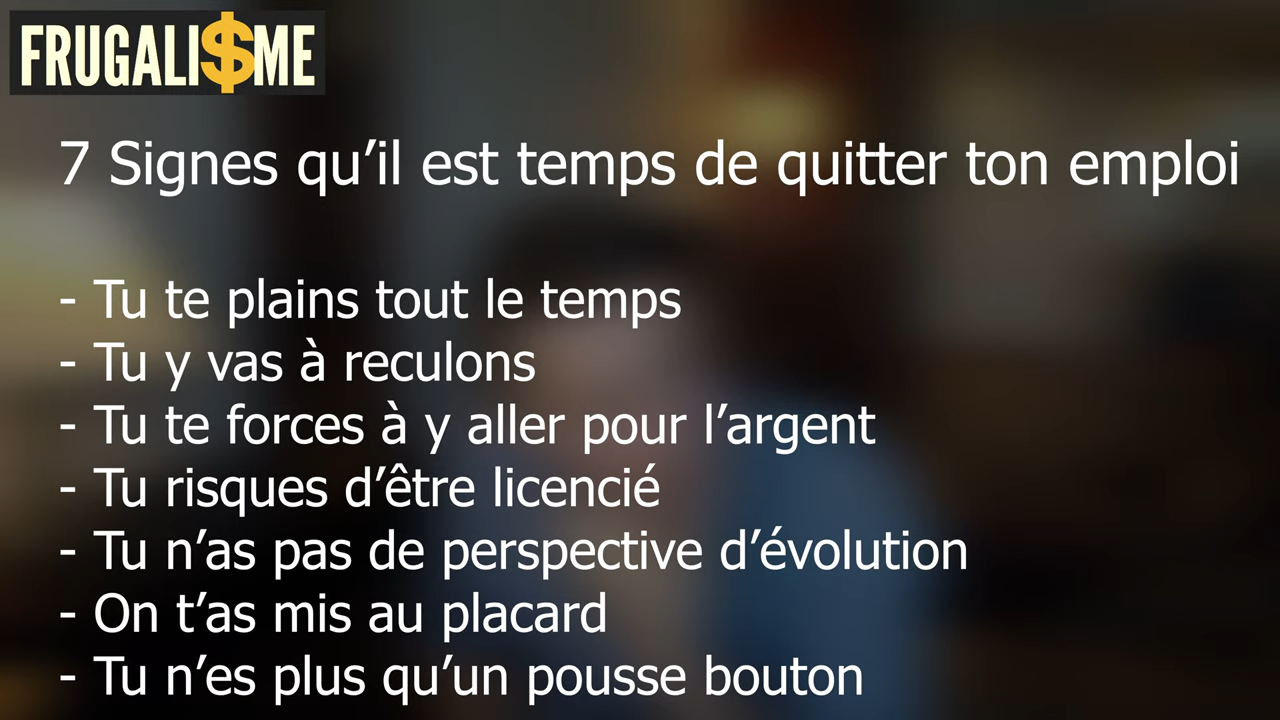 FRUGALI$ME
7 Signes qu’il est temps de quitter ton emploi
- Tu te plains tout le temps
- Tu y vas à reculons
- Tu te forces à y aller pour l’argent
- Tu risques d’être licencié
- Tu n’as pas de perspective d’évolution
- On t’as mis au placard
- Tu n’es plus qu’un pousse bouton